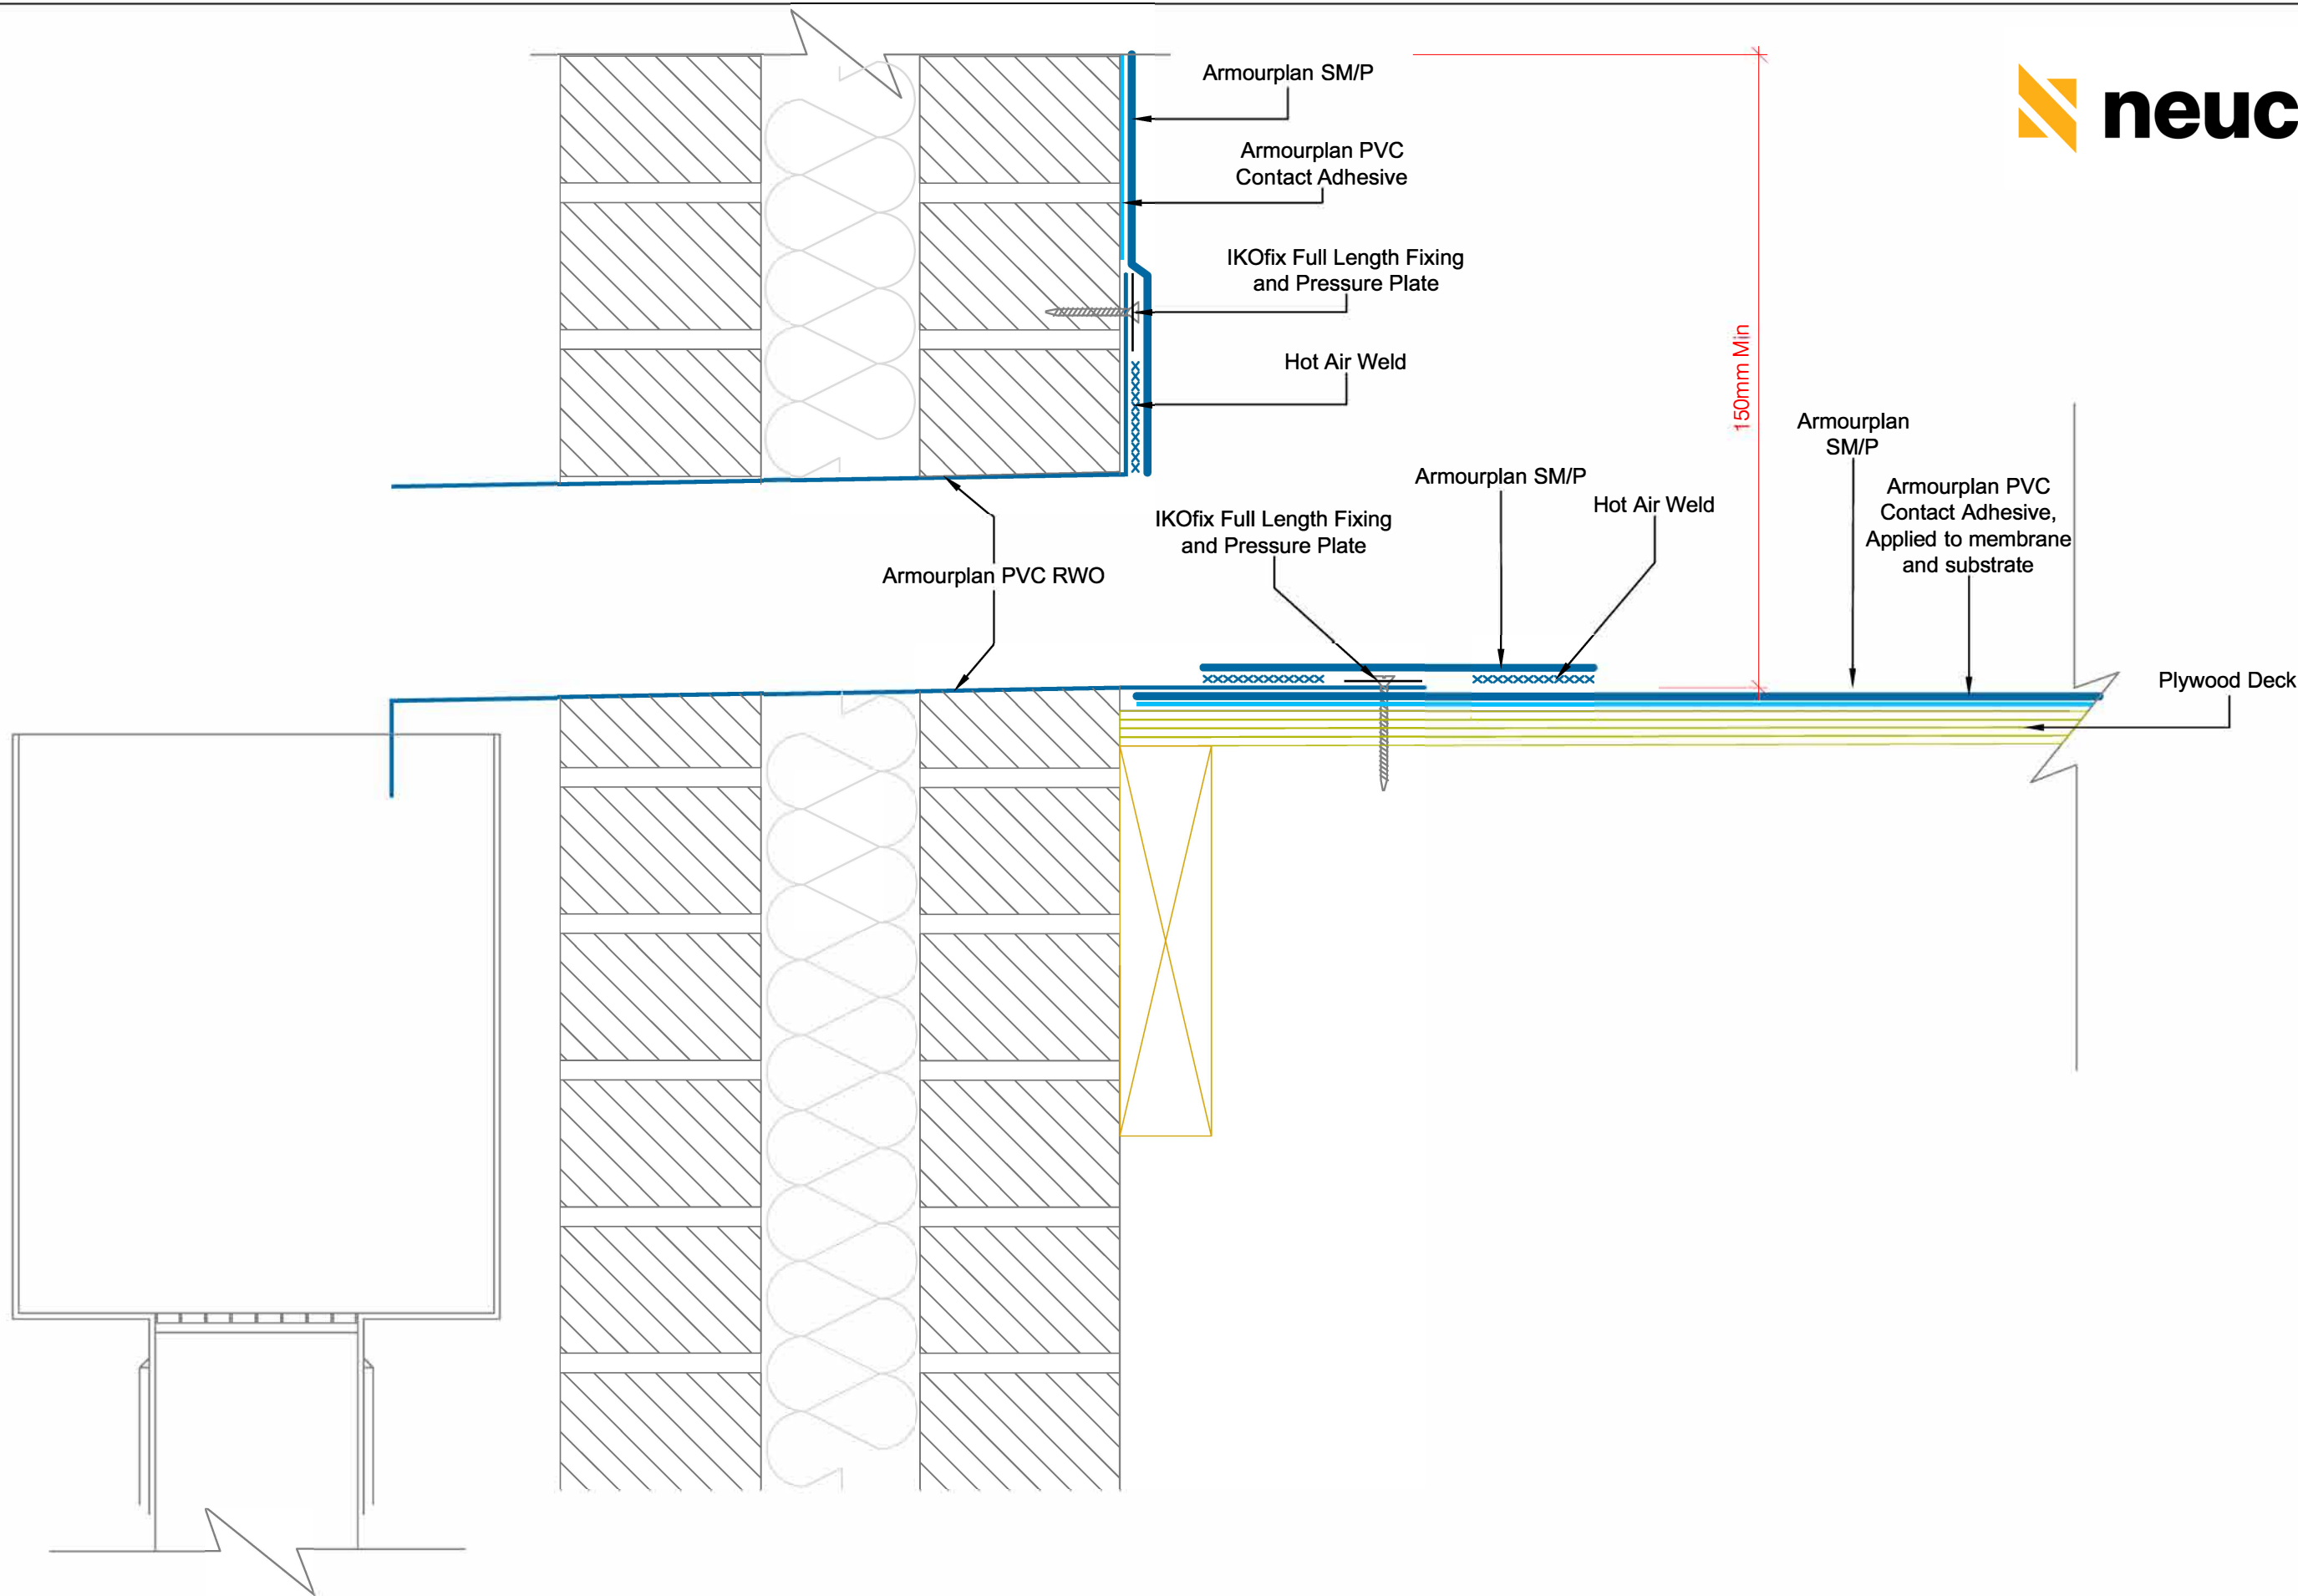 Armourplan SM/P
neuc
Armourplan PVC
Contact Adhesive
IKOfix Full Length Fixing
and Pressure Plate
Hot Air Weld
150mm Min
Armourplan
SM/P
Armourplan SM/P
Armourplan PVC
Contact Adhesive,
Applied to membrane
and substrate
Hot Air Weld
IKOfix Full Length Fixing
and Pressure Plate
Armourplan PVC RWO
Plywood Deck